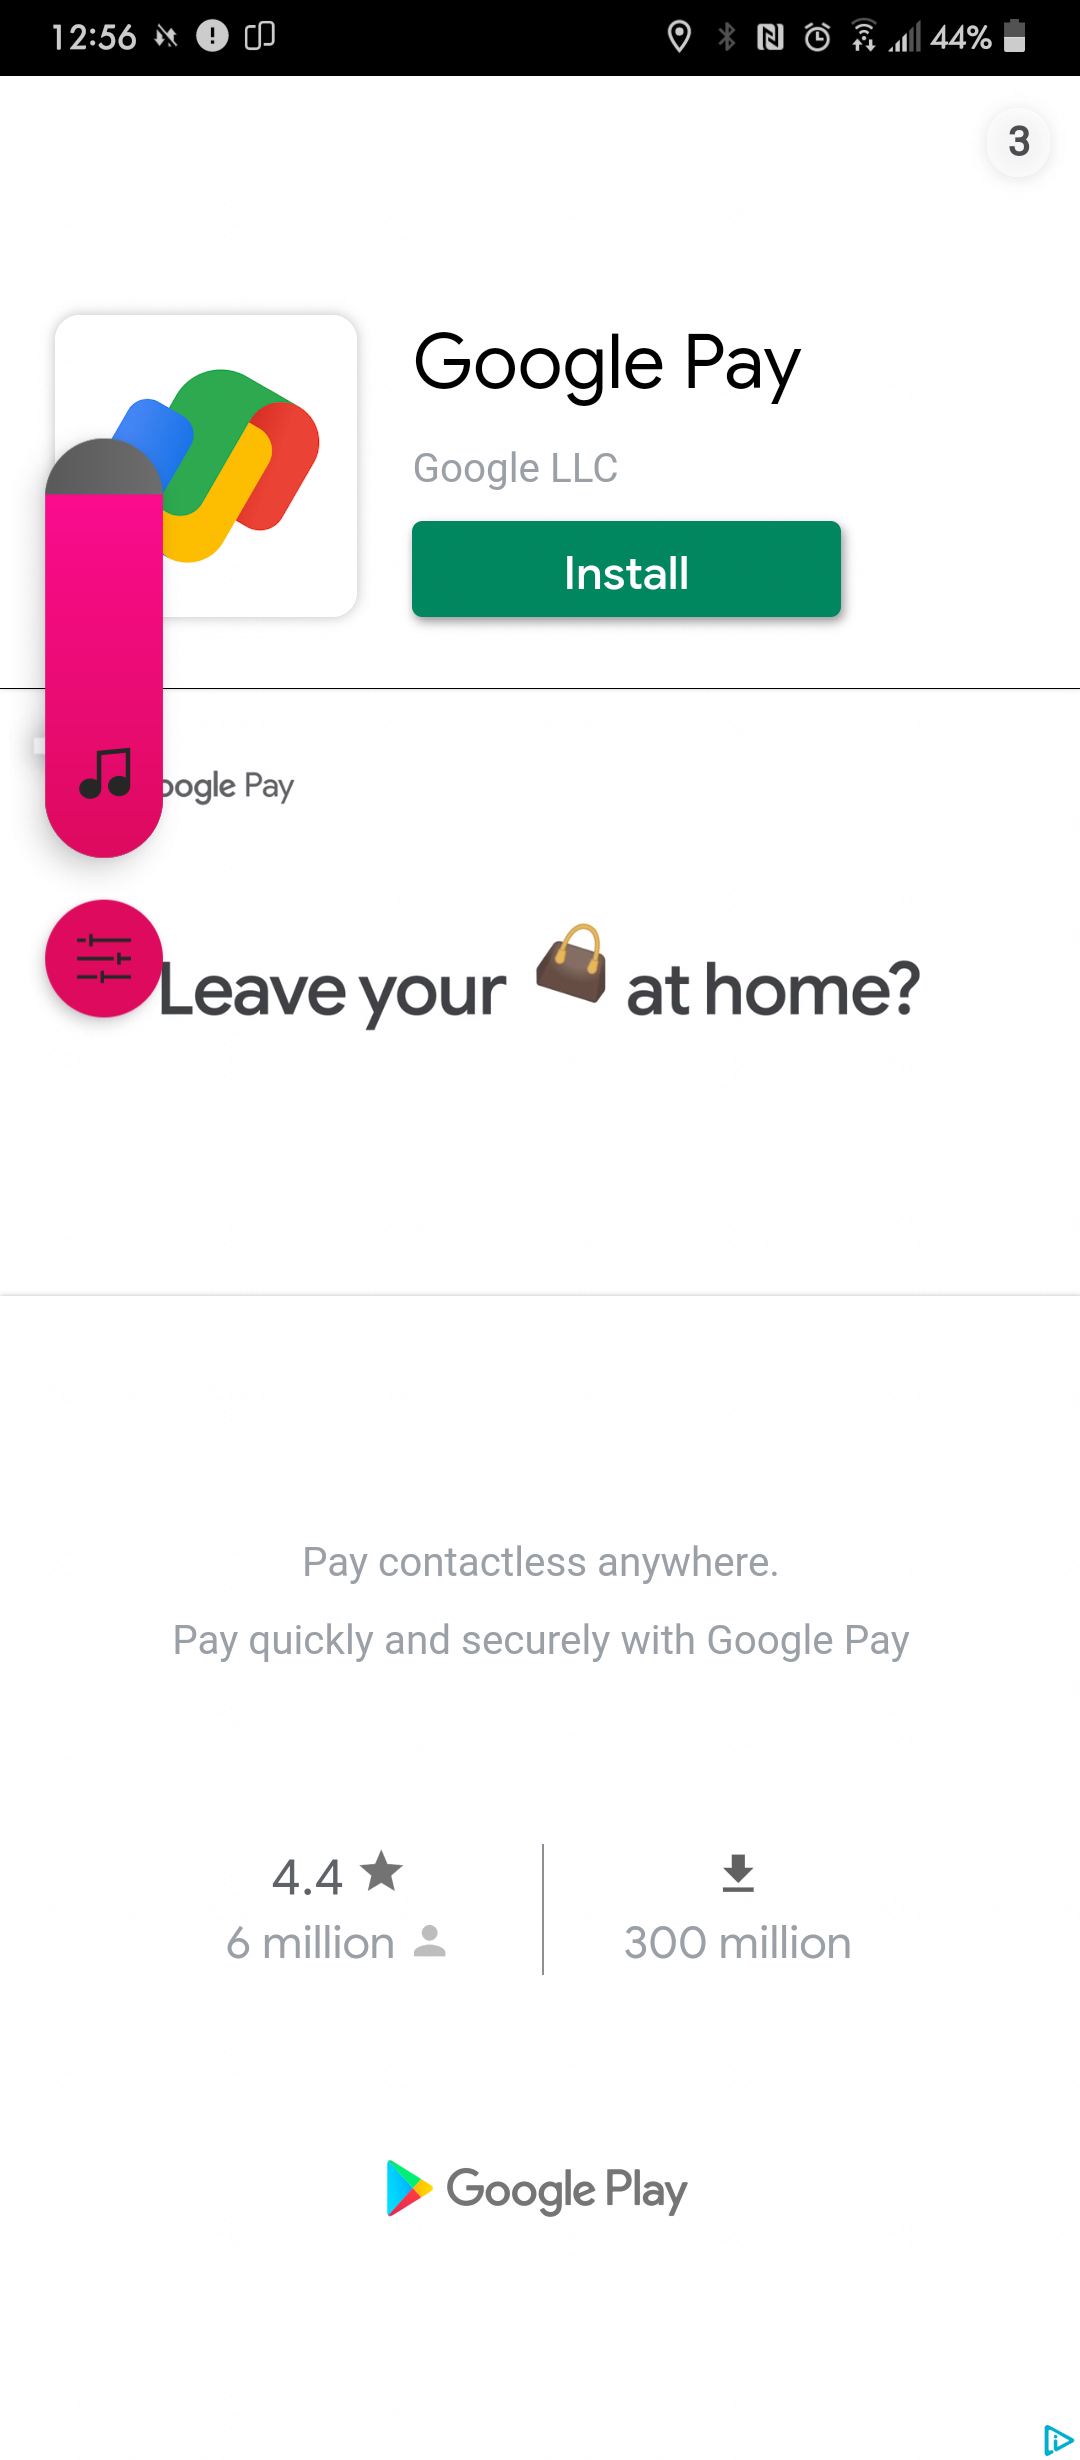 12:56
44%
3
Google Pay
Google LLC
Install
oogle Pay
Leave your at home?
Pay contactless anywhere.
Pay quickly and securely with Google Pay
4.4
6 million
300 million
Google Play